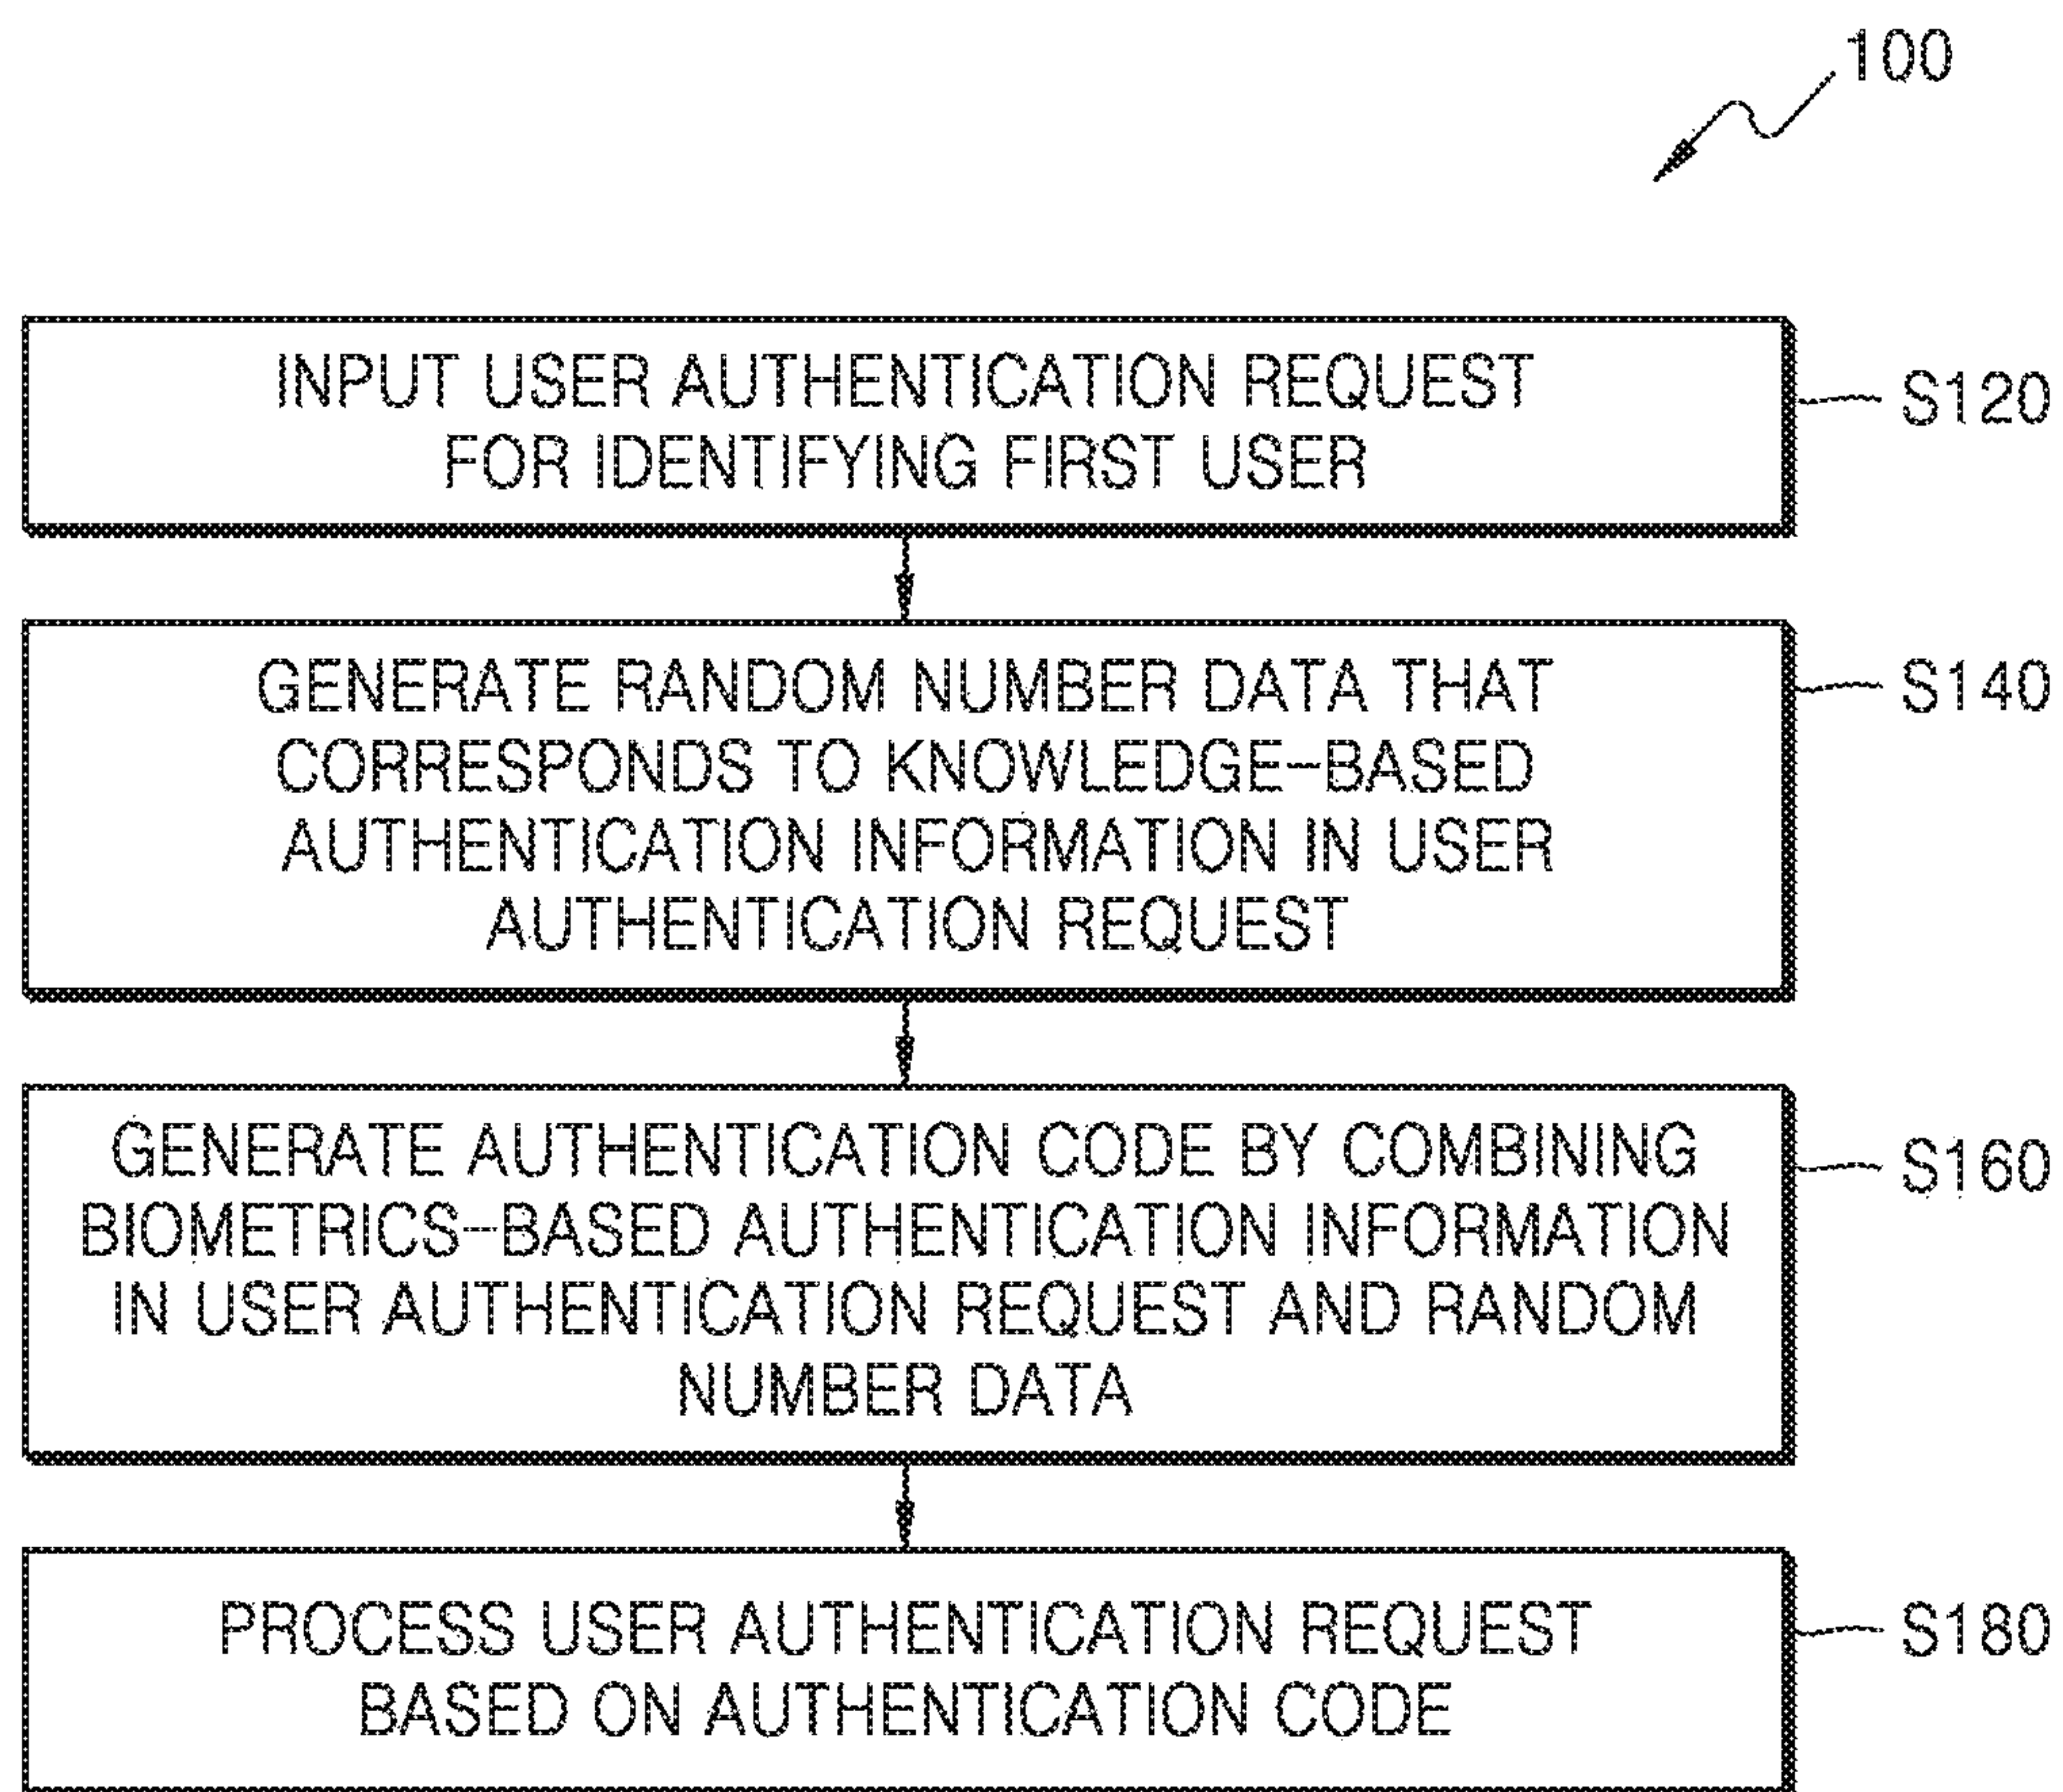 100
INPUT USER AUTHENTICATION REQUEST
FOR IDENTIFYING FIRST USER
S120
GENERATE RANDOM NUMBER DATA THAT
CORRESPONDS TO KNOWLEDGE-BASED
AUTHENTICATION INFORMATION IN USER
AUTHENTICATION REQUEST
S140
GENERATE AUTHENTICATION CODE BY COMBINING
BIOMETRICS-BASED AUTHENTICATION INFORMATION
IN USER AUTHENTICATION REQUEST AND RANDOM
NUMBER DATA
S160
PROCESS USER AUTHENTICATION REQUEST
BASED ON AUTHENTICATION CODE
S180